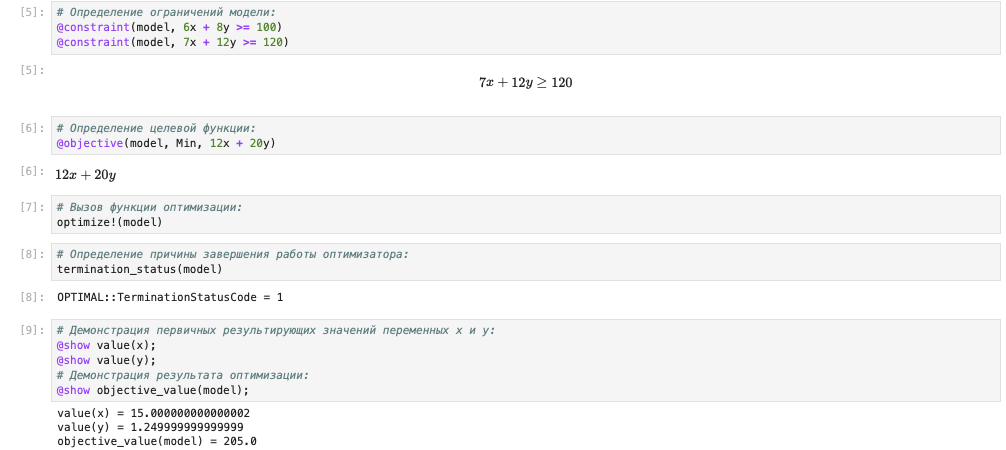 [5]: # Определение ограничений модели:
@constraint(model, 6x + 8y >= 100)
@constraint(model, 7x + 12y >= 120)
[5]:
7x + 12y ≥ 120
[6]: # Определение целевой функции:
@objective(model, Min, 12x + 20y)
[6]: 12x + 20y
[7]: # Вызов функции оптимизации:
optimize!(model)
[8]: # Определение причины завершения работы оптимизатора:
termination_status(model)
[8]: OPTIMAL::TerminationStatusCode = 1
[9]: # Демонстрация первичных результирующих значений переменных x и y:
@show value(x);
@show value(y);
# Демонстрация результата оптимизации:
@show objective_value(model);
value(x) = 15.000000000000002
value(y) = 1.249999999999999
objective_value(model) = 205.0